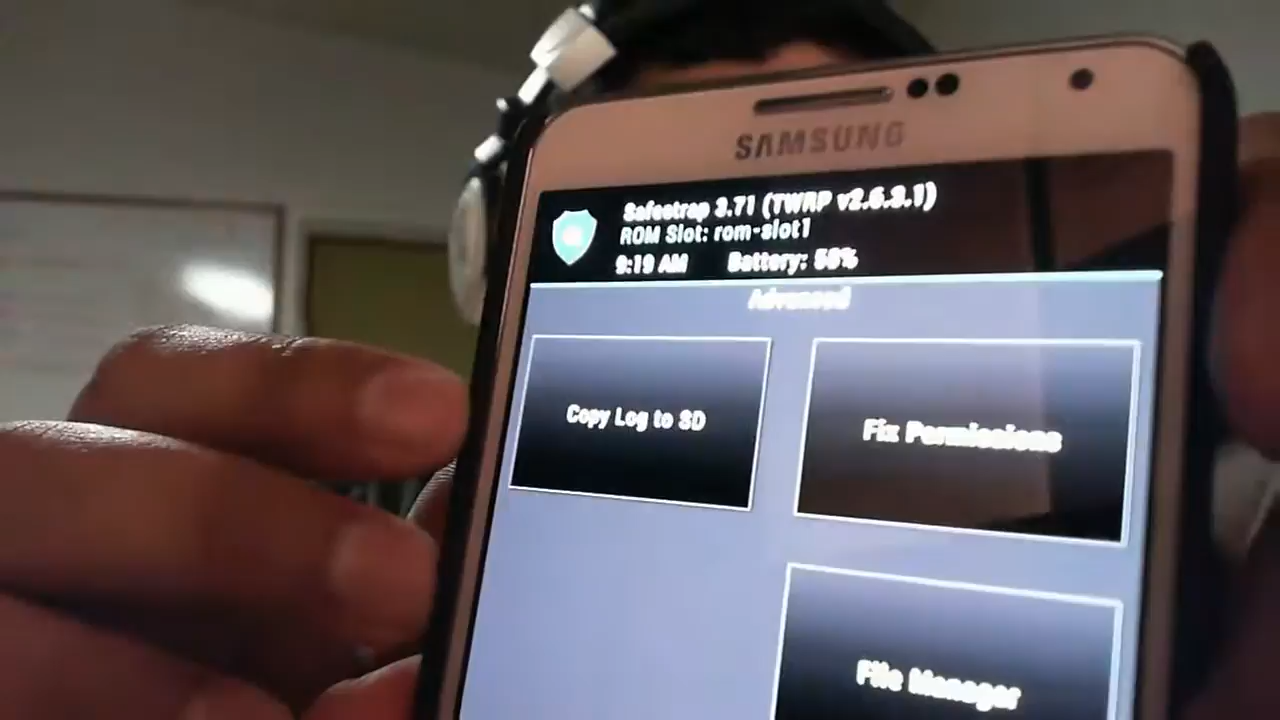 SAMSUNG
Safestrap 3.71 (TWRP v2.6.3.1)
ROM Slot: rom-slot1
9:19 AM Battery: 58%
Advanced
Copy Log to SD
Fix Permissions
File Manager